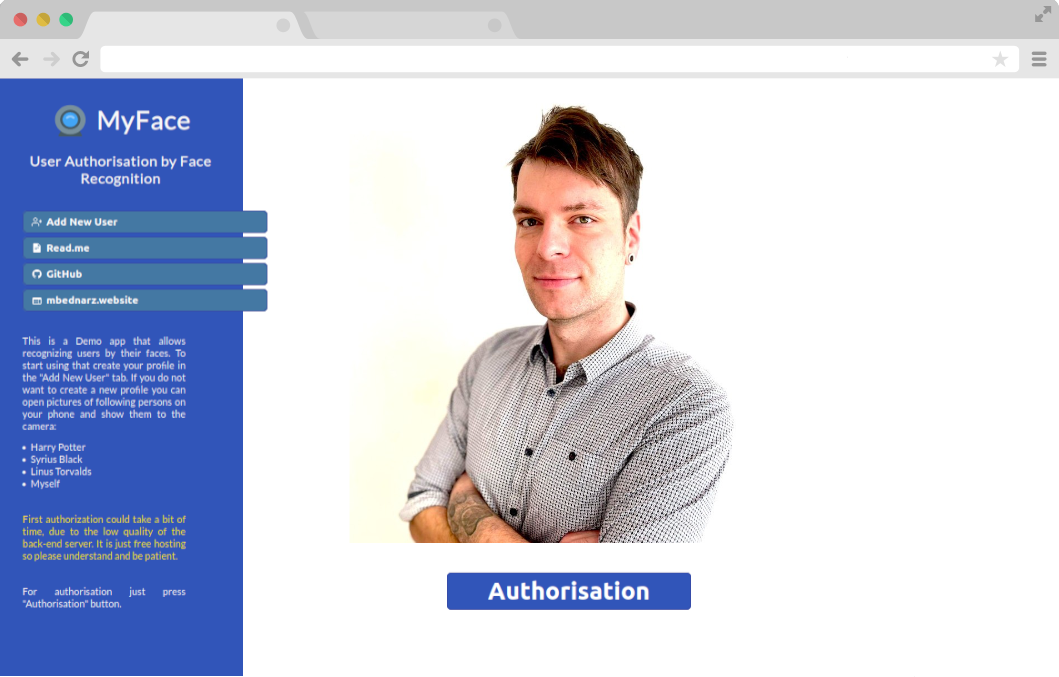 MyFace
User Authorisation by Face
Recognition
Add New User
Read.me
GitHub
mbednarz.website
This is a Demo app that allows
recognizing users by their faces. To
start using that create your profile in
the "Add New User" tab. If you do not
want to create a new profile you can
open pictures of following persons on
your phone and show them to the
camera:
Harry Potter
Syrius Black
Linus Torvalds
Myself
First authorization could take a bit of
time, due to the low quality of the
back-end server. It is just free hosting
so please understand and be patient.
For authorisation just press
"Authorisation" button.
Authorisation